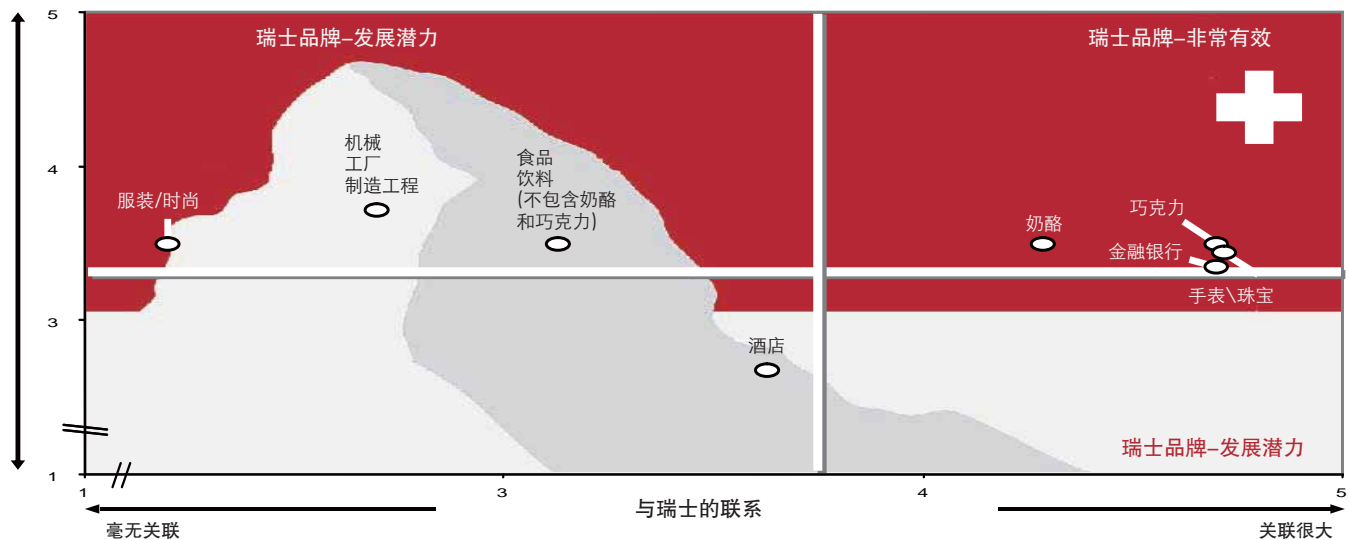 5
瑞士品牌–发展潜力
瑞士品牌–非常有效
4
机械
工厂
制造工程
食品
饮料
(不包含奶酪
和巧克力)
服装/时尚
奶酪
巧克力
金融银行
手表\珠宝
3
酒店
瑞士品牌–发展潜力
1
1
3
4
5
与瑞士的联系
毫无关联
关联很大